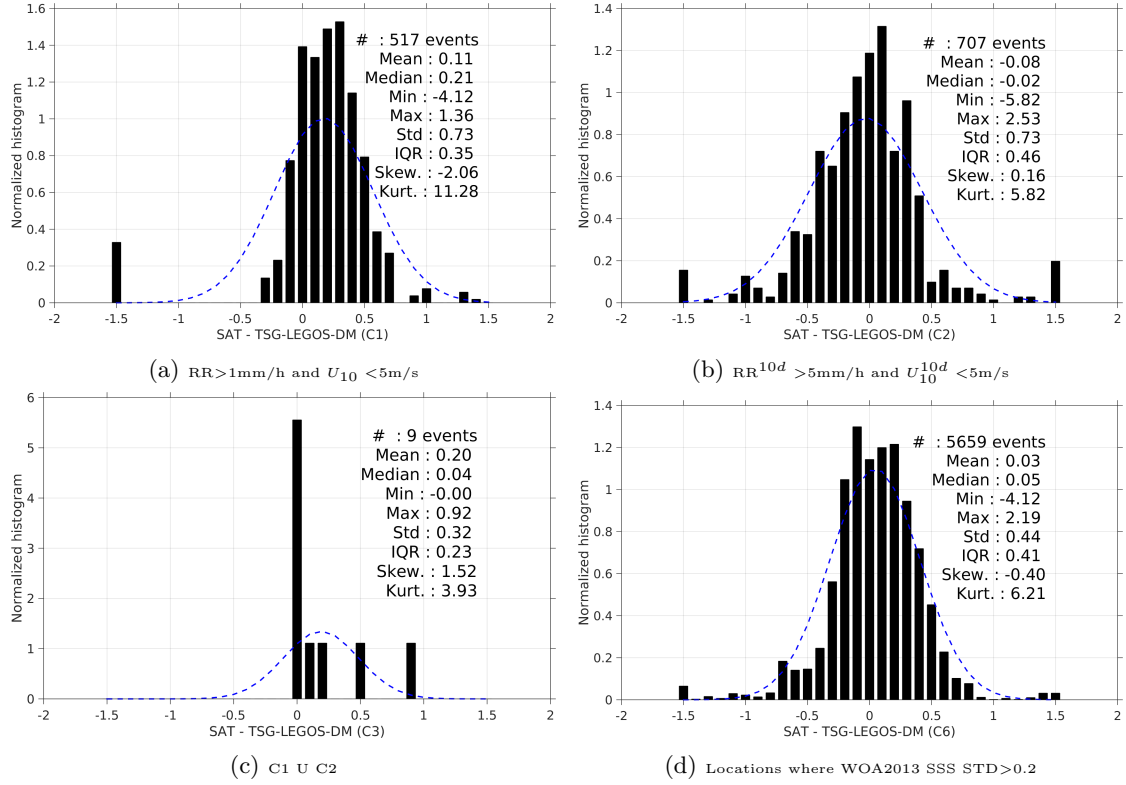 1.6
1.4
1.2
1
0.8
0.6
0.4
0.2
0
Normalized histogram
# : 517 events
Mean : 0.11
Median : 0.21
Min : -4.12
Max : 1.36
Std : 0.73
IQR : 0.35
Skew. : -2.06
Kurt. : 11.28
-2 -1.5 -1 -0.5 0 0.5 1 1.5 2
SAT - TSG-LEGOS-DM (C1)
(a) RR>1mm/h and U10 <5m/s
1.4
1.2
1
0.8
0.6
0.4
0.2
0
Normalized histogram
# : 707 events
Mean : -0.08
Median : -0.02
Min : -5.82
Max : 2.53
Std : 0.73
IQR : 0.46
Skew. : 0.16
Kurt. : 5.82
-2 -1.5 -1 -0.5 0 0.5 1 1.5 2
SAT - TSG-LEGOS-DM (C2)
(b) RR10d >5mm/h and U10d10 <5m/s
6
5
4
3
2
1
0
Normalized histogram
# : 9 events
Mean : 0.20
Median : 0.04
Min : -0.00
Max : 0.92
Std : 0.32
IQR : 0.23
Skew. : 1.52
Kurt. : 3.93
-2 -1.5 -1 -0.5 0 0.5 1 1.5 2
SAT - TSG-LEGOS-DM (C3)
(c) C1 U C2
1.4
1.2
1
0.8
0.6
0.4
0.2
0
Normalized histogram
# : 5659 events
Mean : 0.03
Median : 0.05
Min : -4.12
Max : 2.19
Std : 0.44
IQR : 0.41
Skew. : -0.40
Kurt. : 6.21
-2 -1.5 -1 -0.5 0 0.5 1 1.5 2
SAT - TSG-LEGOS-DM (C6)
(d) Locations where WOA2013 SSS STD>0.2